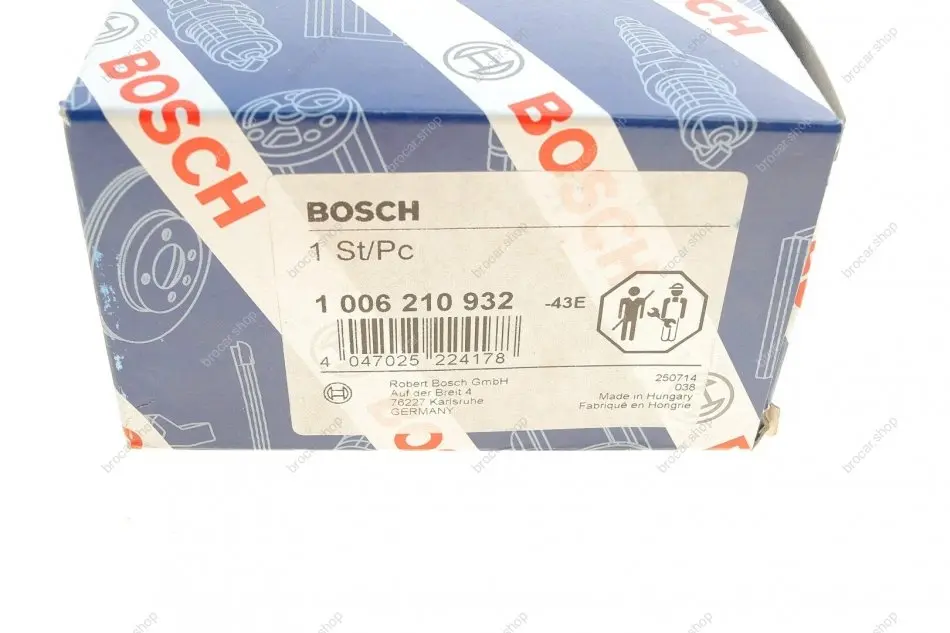 BOSCH
BOSCH
BOSCH
BOSCH
1 St/Pc
1 006 210 932 -43E
4 047025 224178
Robert Bosch GmbH
Auf der Breit 4
76227 Karlsruhe
GERMANY
250714
038
Made in Hungary
Fabriqué en Hongrie
brocar.shop